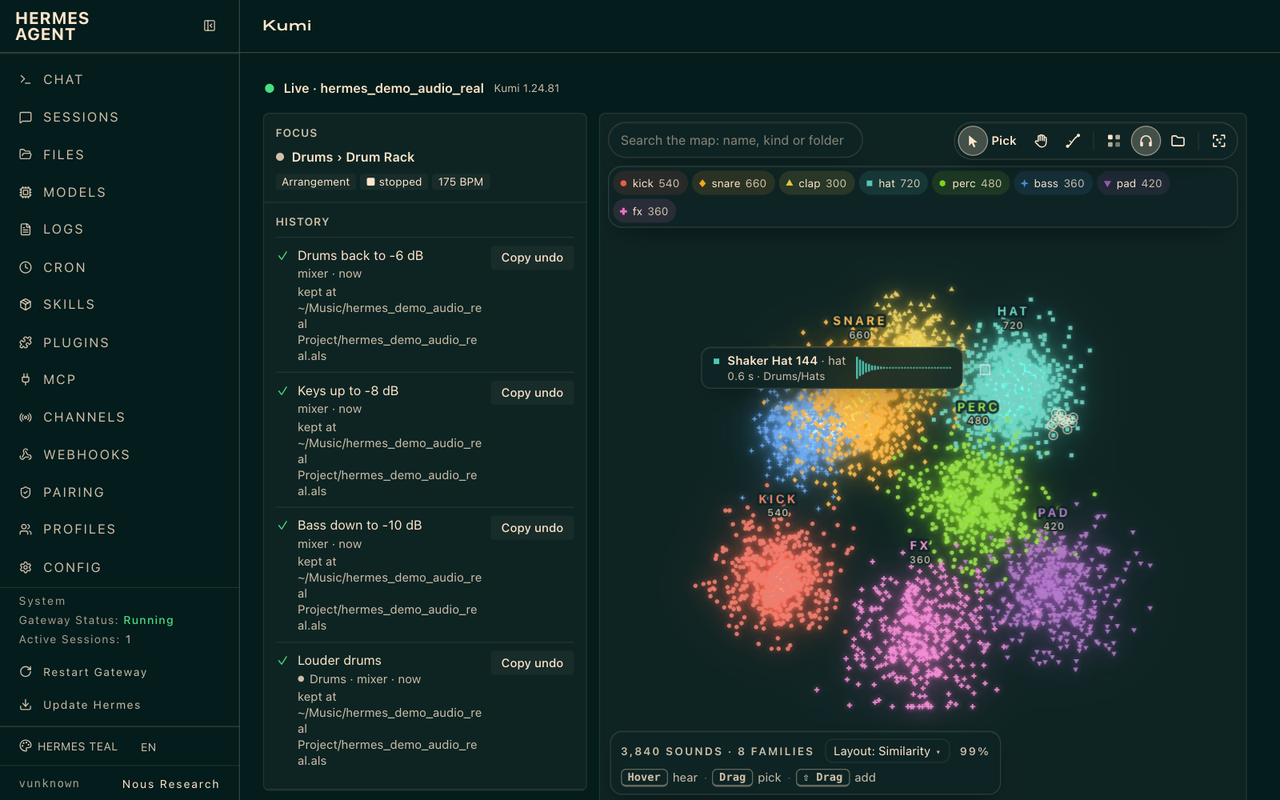 HERMES
AGENT
Kumi
CHAT
SESSIONS
FILES
MODELS
LOGS
CRON
SKILLS
PLUGINS
MCP
CHANNELS
WEBHOOKS
PAIRING
PROFILES
CONFIG
System
Gateway Status: Running
Active Sessions: 1
Restart Gateway
Update Hermes
HERMES TEAL EN
vunknown Nous Research
Live · hermes_demo_audio_real Kumi 1.24.81
FOCUS
Drums › Drum Rack
Arrangement stopped 175 BPM
HISTORY
Drums back to -6 dB Copy undo
mixer · now
kept at
~/Music/hermes_demo_audio_re
al
Project/hermes_demo_audio_re
al.als
Keys up to -8 dB Copy undo
mixer · now
kept at
~/Music/hermes_demo_audio_re
al
Project/hermes_demo_audio_re
al.als
Bass down to -10 dB Copy undo
mixer · now
kept at
~/Music/hermes_demo_audio_re
al
Project/hermes_demo_audio_re
al.als
Louder drums Copy undo
Drums · mixer · now
kept at
~/Music/hermes_demo_audio_re
al
Project/hermes_demo_audio_re
al.als
Search the map: name, kind or folder
Pick
kick 540 snare 660 clap 300 hat 720 perc 480 bass 360 pad 420
fx 360
HAT
720
SNARE
660
Shaker Hat 144 · hat
0.6 s · Drums/Hats
PERC
480
KICK
540
PAD
420
FX
360
3,840 SOUNDS · 8 FAMILIES Layout: Similarity 99%
Hover hear · Drag pick · ⇧ Drag add